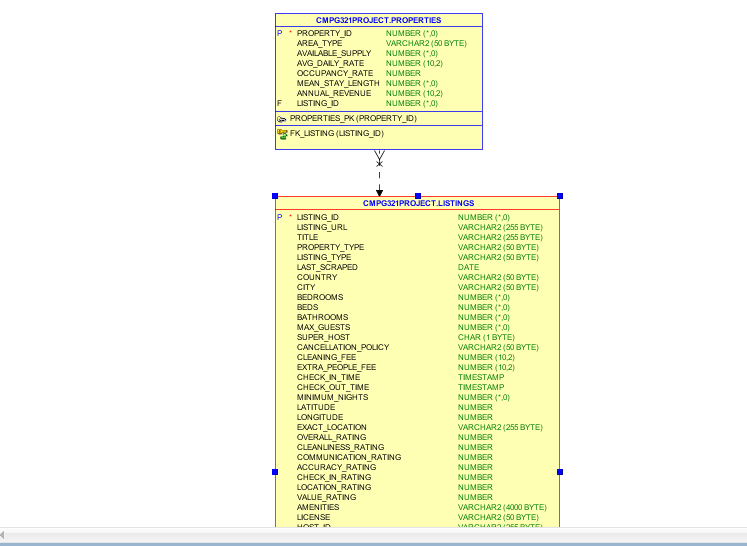 CMPG321PROJECT.PROPERTIES
P * PROPERTY_ID NUMBER (*,0)
AREA_TYPE VARCHAR2 (50 BYTE)
AVAILABLE_SUPPLY NUMBER (*,0)
AVG_DAILY_RATE NUMBER (10,2)
OCCUPANCY_RATE NUMBER
MEAN_STAY_LENGTH NUMBER (*,0)
ANNUAL_REVENUE NUMBER (10,2)
F LISTING_ID NUMBER (*,0)
PROPERTIES_PK (PROPERTY_ID)
FK_LISTING (LISTING_ID)
CMPG321PROJECT.LISTINGS
P * LISTING_ID NUMBER (*,0)
LISTING_URL VARCHAR2 (255 BYTE)
TITLE VARCHAR2 (255 BYTE)
PROPERTY_TYPE VARCHAR2 (50 BYTE)
LISTING_TYPE VARCHAR2 (50 BYTE)
LAST_SCRAPED DATE
COUNTRY VARCHAR2 (50 BYTE)
CITY VARCHAR2 (50 BYTE)
BEDROOMS NUMBER (*,0)
BEDS NUMBER (*,0)
BATHROOMS NUMBER (*,0)
MAX_GUESTS NUMBER (*,0)
SUPER_HOST CHAR (1 BYTE)
CANCELLATION_POLICY VARCHAR2 (50 BYTE)
CLEANING_FEE NUMBER (10,2)
EXTRA_PEOPLE_FEE NUMBER (10,2)
CHECK_IN_TIME TIMESTAMP
CHECK_OUT_TIME TIMESTAMP
MINIMUM_NIGHTS NUMBER (*,0)
LATITUDE NUMBER
LONGITUDE NUMBER
EXACT_LOCATION VARCHAR2 (255 BYTE)
OVERALL_RATING NUMBER
CLEANLINESS_RATING NUMBER
COMMUNICATION_RATING NUMBER
ACCURACY_RATING NUMBER
CHECK_IN_RATING NUMBER
LOCATION_RATING NUMBER
VALUE_RATING NUMBER
AMENITIES VARCHAR2 (4000 BYTE)
LICENSE VARCHAR2 (50 BYTE)
HOST_ID VARCHAR2 (255 BYTE)